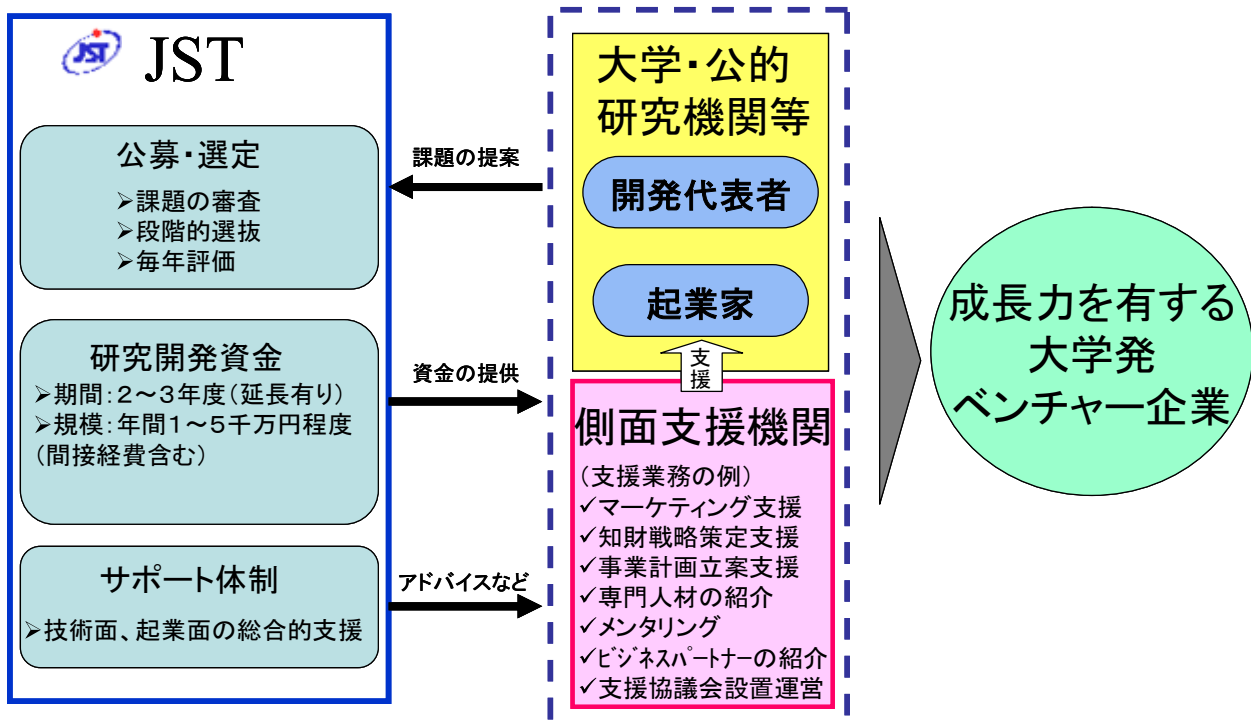 JST
JST
公募・選定
➢課題の審査
➢段階的選抜
➢毎年評価
研究開発資金
➢期間：２～３年度（延長有り）
➢規模：年間１～５千万円程度
（間接経費含む）
サポート体制
➢技術面、起業面の総合的支援
課題の提案
資金の提供
アドバイスなど
大学・公的
研究機関等
開発代表者
起業家
支援
側面支援機関
（支援業務の例）
✓マーケティング支援
✓知財戦略策定支援
✓事業計画立案支援
✓専門人材の紹介
✓メンタリング
✓ﾋﾞｼﾞﾈｽﾊﾟｰﾄﾅｰの紹介
✓支援協議会設置運営
成長力を有する
大学発
ベンチャー企業